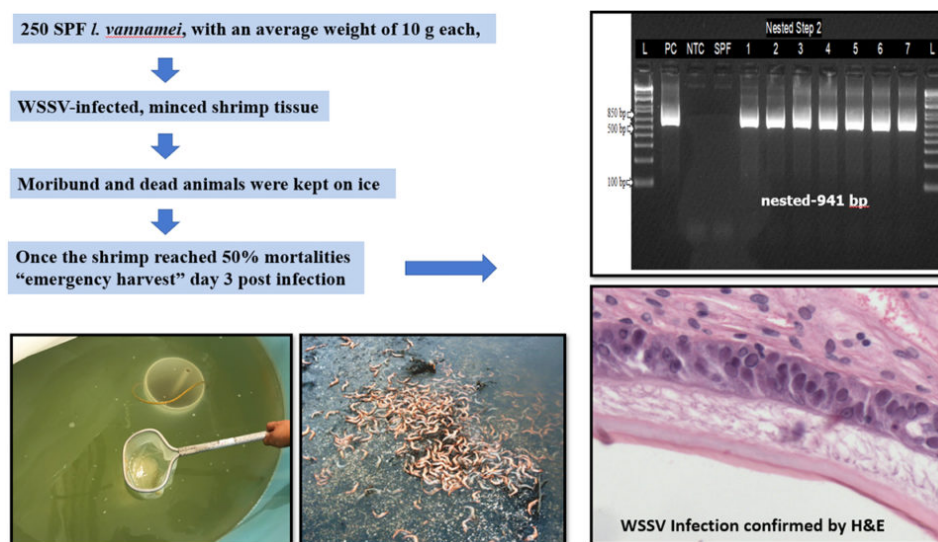 250 SPF l. vannamei, with an average weight of 10 g each,
WSSV-infected, minced shrimp tissue
Moribund and dead animals were kept on ice
Once the shrimp reached 50% mortalities
“emergency harvest” day 3 post infection
Nested Step 2
L PC NTC SPF 1 2 3 4 5 6 7 L
850 bp
500 bp
100 bp
nested-941 bp
WSSV Infection confirmed by H&E